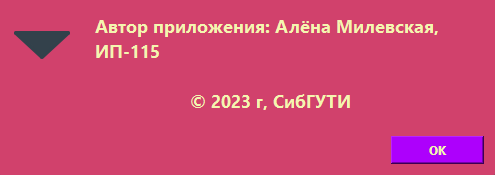 Автор приложения: Алёна Милевская,
ИП-115
© 2023 г, СибГУТИ
OK